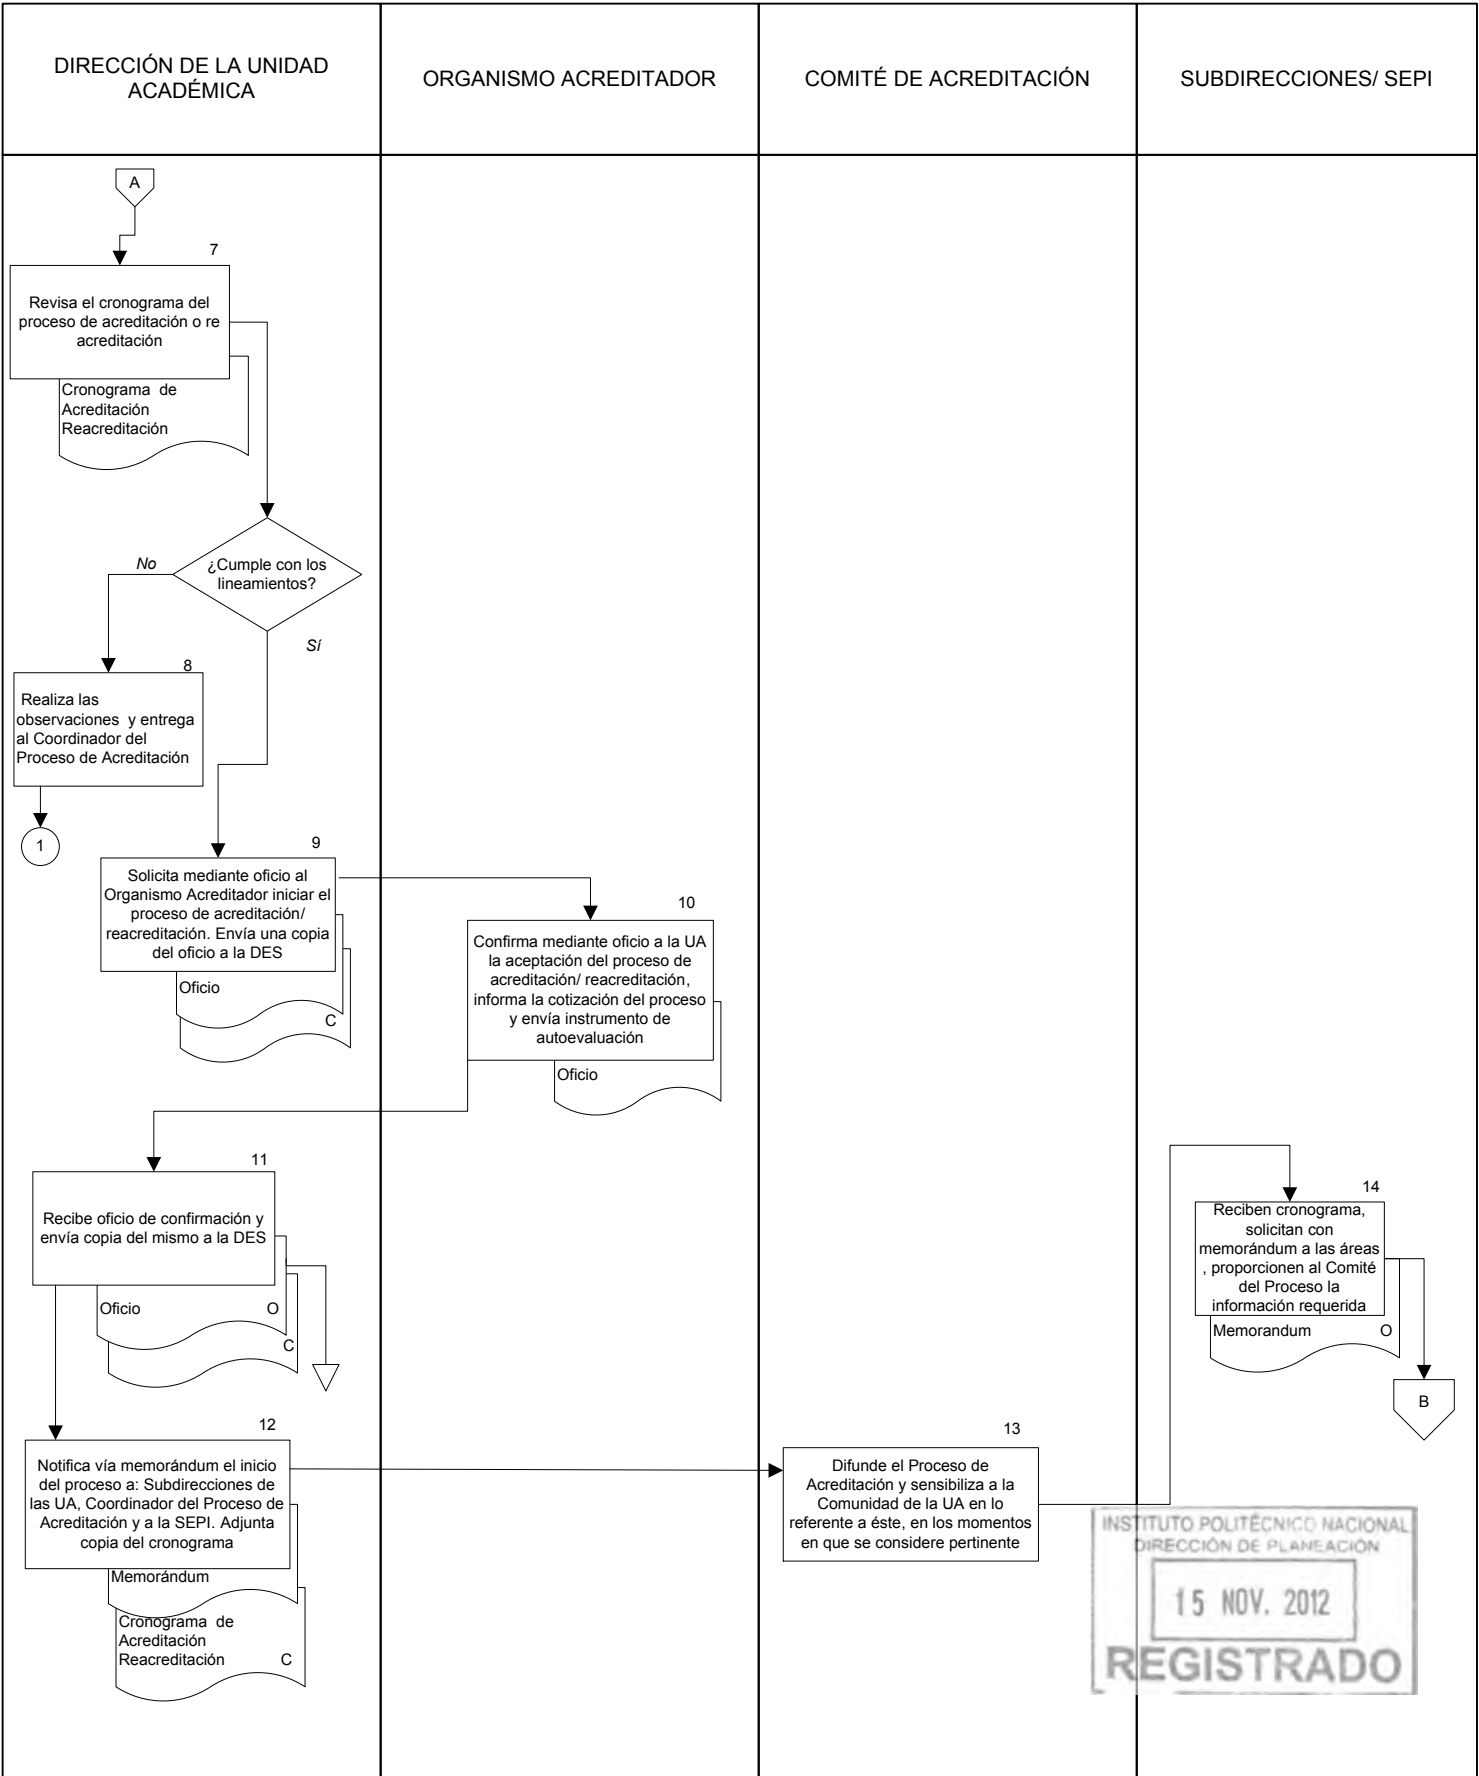 DIRECCIÓN DE LA UNIDAD
ACADÉMICA
ORGANISMO ACREDITADOR
COMITÉ DE ACREDITACIÓN
SUBDIRECCIONES/ SEPI
A
7
Revisa el cronograma del
proceso de acreditación o re
acreditación
Cronograma de
Acreditación
Reacreditación
¿Cumple con los
lineamientos?
No
Sí
8
Realiza las
observaciones y entrega
al Coordinador del
Proceso de Acreditación
1
9
Solicita mediante oficio al
Organismo Acreditador iniciar el
proceso de acreditación/
reacreditación. Envía una copia
del oficio a la DES
Oficio
C
10
Confirma mediante oficio a la UA
la aceptación del proceso de
acreditación/ reacreditación,
informa la cotización del proceso
y envía instrumento de
autoevaluación
Oficio
11
Recibe oficio de confirmación y
envía copia del mismo a la DES
Oficio O
C
12
Notifica vía memorándum el inicio
del proceso a: Subdirecciones de
las UA, Coordinador del Proceso de
Acreditación y a la SEPI. Adjunta
copia del cronograma
Memorándum
Cronograma de
Acreditación
Reacreditación C
13
Difunde el Proceso de
Acreditación y sensibiliza a la
Comunidad de la UA en lo
referente a éste, en los momentos
en que se considere pertinente
14
Reciben cronograma,
solicitan con
memorándum a las áreas
, proporcionen al Comité
del Proceso la
información requerida
Memorandum O
B
INSTITUTO POLITÉCNICO NACIONAL
DIRECCIÓN DE PLANEACIÓN
15 NOV. 2012
REGISTRADO